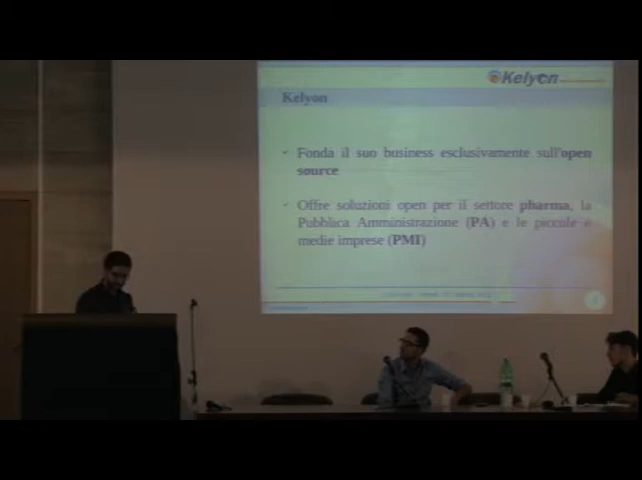 Kelyon
Kelyon
Fonda il suo business esclusivamente sull'open
source
Offre soluzioni open per il settore pharma, la
Pubblica Amministrazione (PA) e le piccole e
medie imprese (PMI)